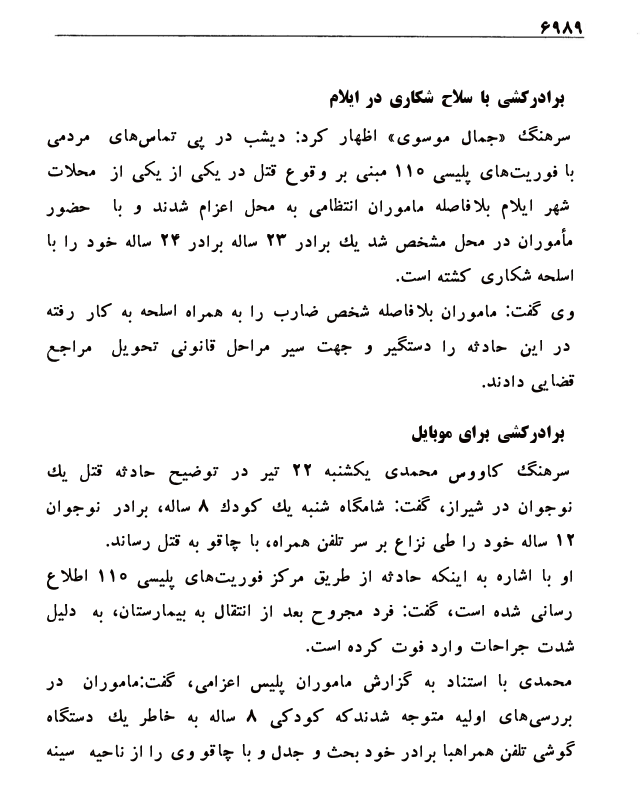 ۶۹۸۹
برادرکشی با سلاح شکاری در ایلام
سرهنگ «جمال موسوی» اظهار کرد: دیشب در پی تماس‌های مردمی
با فوریت‌های پلیسی ۱۱۰ مبنی بر وقوع قتل در یکی از یکی از محلات
شهر ایلام بلافاصله ماموران انتظامی به محل اعزام شدند و با حضور
مأموران در محل مشخص شد یك برادر ۲۳ ساله برادر ۲۴ ساله خود را با
اسلحه شکاری کشته است.
وی گفت: ماموران بلافاصله شخص ضارب را به همراه اسلحه به کار رفته
در این حادثه را دستگیر و جهت سیر مراحل قانونی تحویل مراجع
قضایی دادند.
برادرکشی برای موبایل
سرهنگ کاووس محمدی یکشنبه ۲۲ تیر در توضیح حادثه قتل یك
نوجوان در شیراز، گفت: شامگاه شنبه یك کودك ۸ ساله، برادر نوجوان
۱۲ ساله خود را طی نزاع بر سر تلفن همراه، با چاقو به قتل رساند.
او با اشاره به اینکه حادثه از طریق مرکز فوریت‌های پلیسی ۱۱۰ اطلاع
رسانی شده است، گفت: فرد مجروح بعد از انتقال به بیمارستان، به دلیل
شدت جراحات وارد فوت کرده است.
محمدی با استناد به گزارش ماموران پلیس اعزامی، گفت:ماموران در
بررسی‌های اولیه متوجه شدندکه کودکی ۸ ساله به خاطر یك دستگاه
گوشی تلفن همراهبا برادر خود بحث و جدل و با چاقو وی را از ناحیه سینه